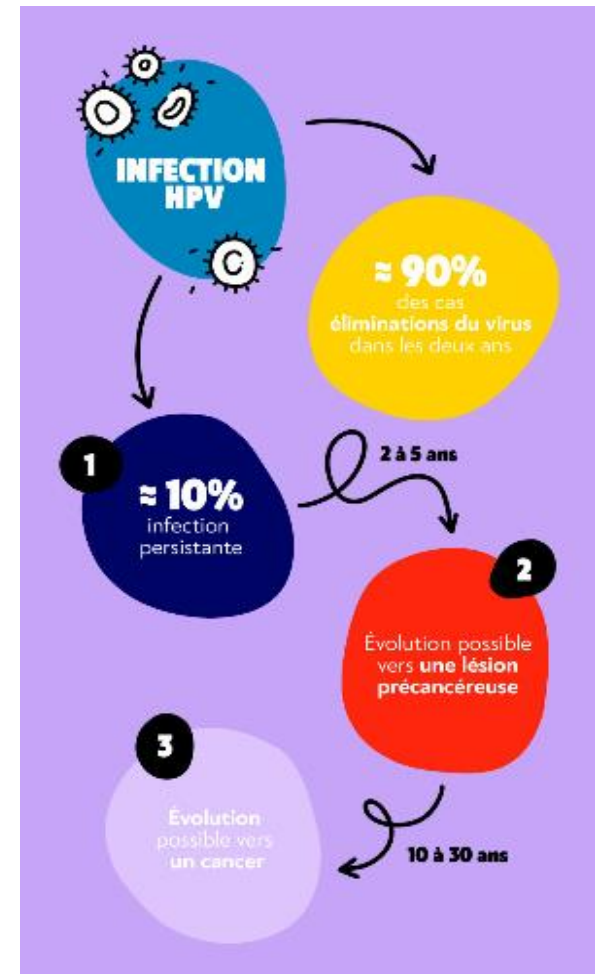 INFECTION
HPV
≈ 90%
des cas
éliminations du virus
dans les deux ans
1
≈ 10%
infection
persistante
2 à 5 ans
2
Évolution possible
vers une lésion
précancéreuse
3
Évolution
possible vers
un cancer
10 à 30 ans